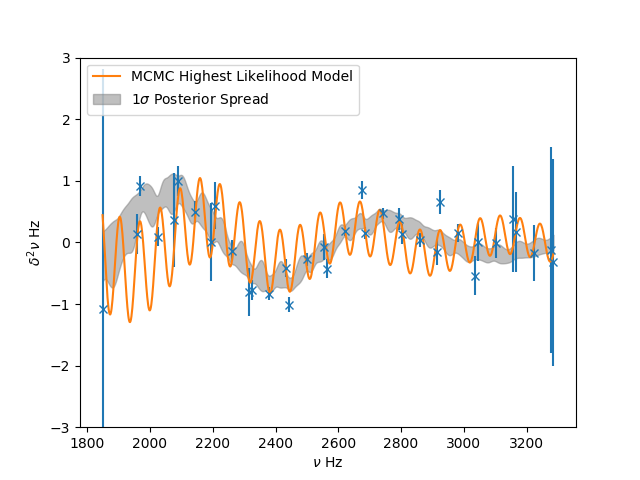 MCMC Highest Likelihood Model
1σ Posterior Spread
3
2
1
0
−1
−2
−3
δ²ν Hz
1800 2000 2200 2400 2600 2800 3000 3200
ν Hz